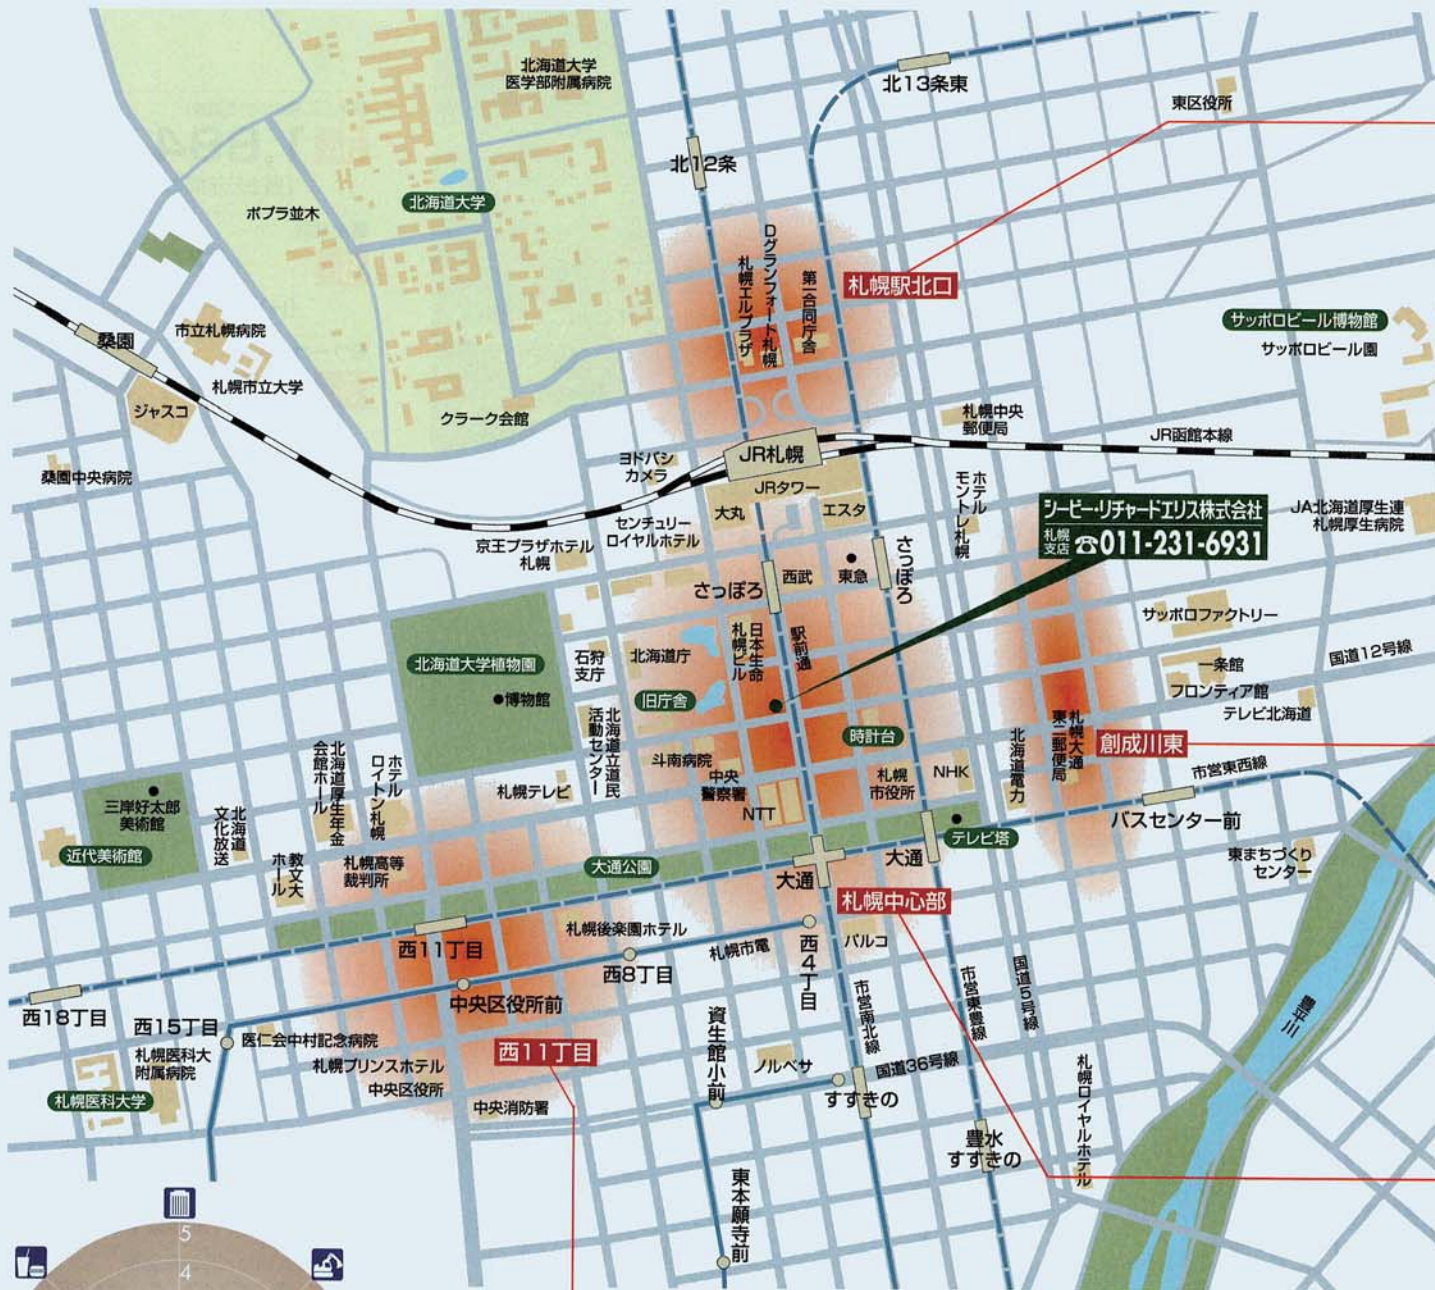 北海道大学
医学部附属病院
北13条東
東区役所
北12条
北海道大学
ポプラ並木
Dグランフォート札幌
札幌エルプラザ
第一合同庁舎
札幌駅北口
サッポロビール博物館
サッポロビール園
桑園
市立札幌病院
札幌市立大学
ジャスコ
クラーク会館
札幌中央
郵便局
JR函館本線
JR札幌
ヨドバシ
カメラ
桑園中央病院
JRタワー
大丸
エスタ
ホテル
モントレ札幌
シービー・リチャードエリス株式会社
札幌
支店
☎011-231-6931
JA北海道厚生連
札幌厚生病院
センチュリー
ロイヤルホテル
京王プラザホテル
札幌
さっぽろ
西武
東急
さっぽろ
サッポロファクトリー
日本生命
札幌ビル
駅前通
北海道庁
石狩
支庁
北海道大学植物園
博物館
旧庁舎
一条館
フロンティア館
国道12号線
テレビ北海道
北海道立道民
活動センター
時計台
札幌大通
東二郵便局
創成川東
北海道電力
斗南病院
中央
警察署
札幌
市役所
NHK
市営東西線
NTT
札幌テレビ
ホテル
ロイトン札幌
北海道厚生年金
会館ホール
三岸好太郎
美術館
北海道
文化放送
近代美術館
教文大
ホール
札幌高等
裁判所
大通公園
大通
大通
テレビ塔
バスセンター前
東まちづくり
センター
札幌中心部
西11丁目
札幌後楽園ホテル
西8丁目
札幌市電
西4丁目
パルコ
中央区役所前
西18丁目
西15丁目
市営南北線
市営東豊線
国道5号線
豊平川
医仁会中村記念病院
札幌医科大
附属病院
札幌プリンスホテル
中央区役所
西11丁目
資生館小前
ノルベサ
国道36号線
すすきの
札幌ロイヤルホテル
札幌医科大学
中央消防署
豊水
すすきの
東本願寺前
5
4